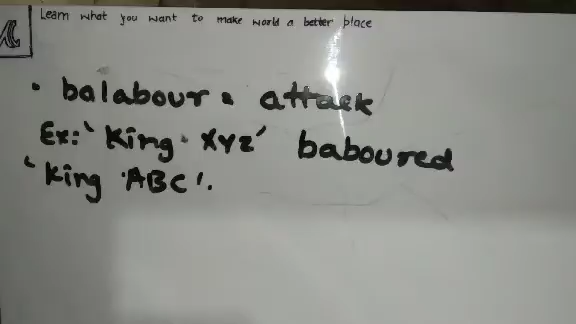 Learn what you want to make world a better place
• balabour • attack
Ex: 'King XYZ' baboured
'King 'ABC'.